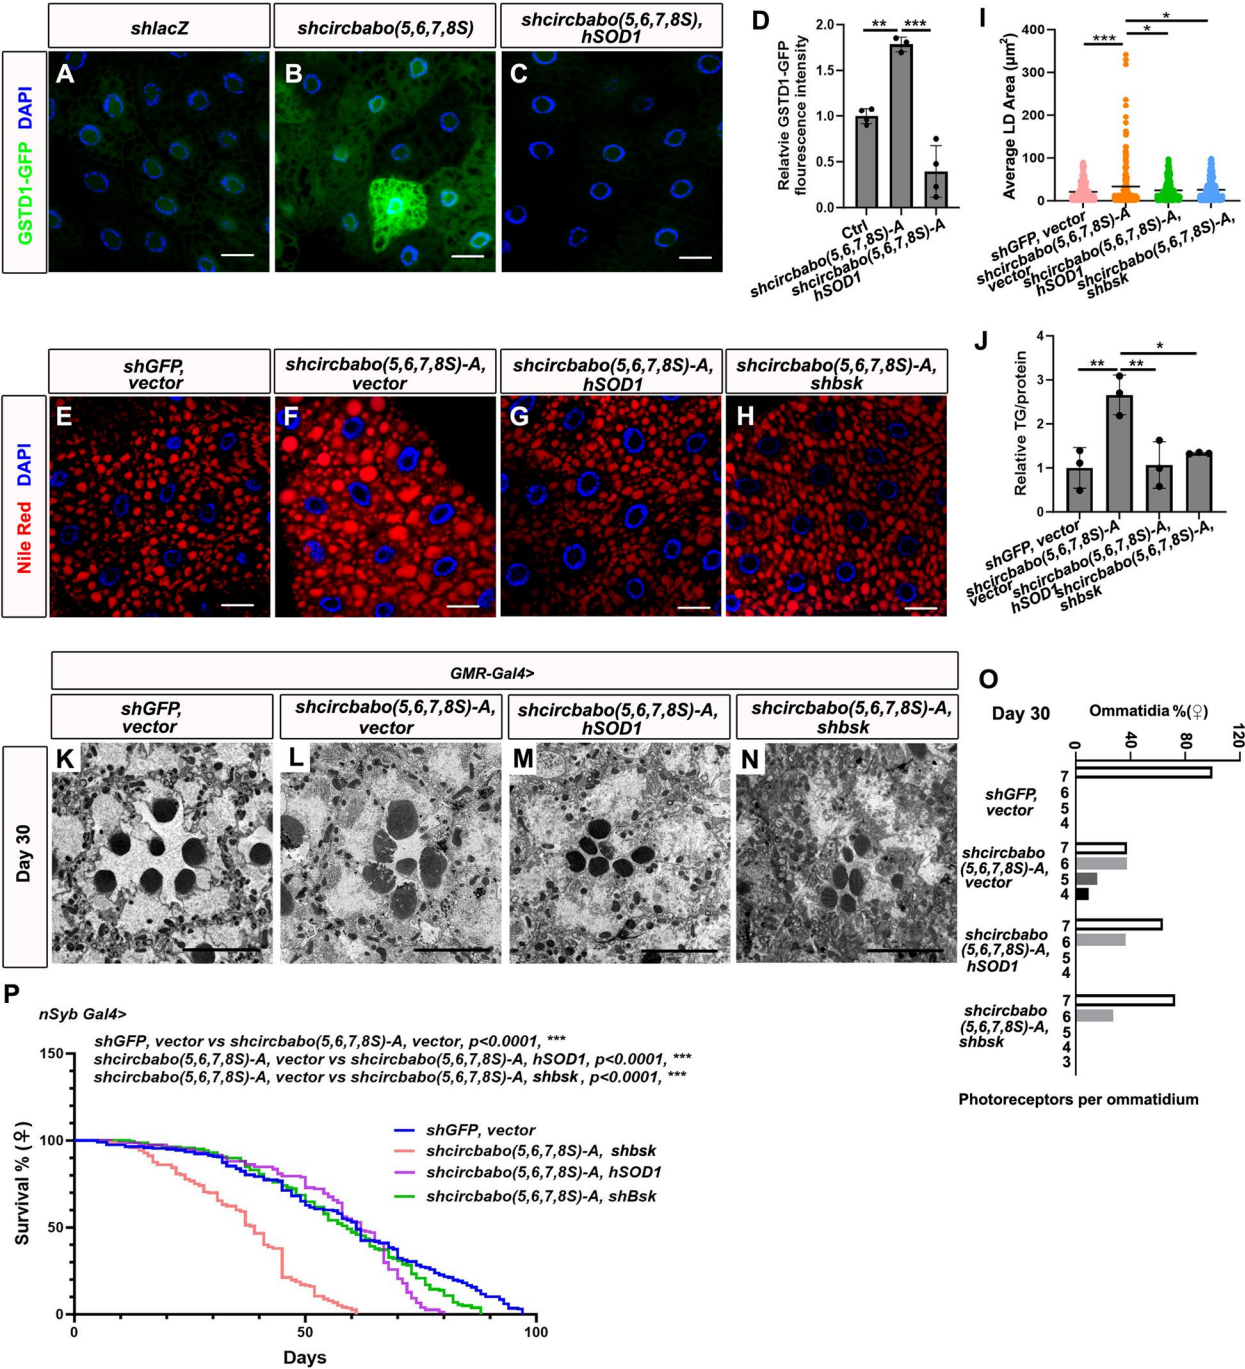 shlacZ
shcircbabo(5,6,7,8S)
shcircbabo(5,6,7,8S),
hSOD1
GSTD1-GFP DAPI
A
B
C
D
Relatvie GSTD1-GFP
flourescence intensity
2.0
1.5
1.0
0.5
0.0
**
***
Ctrl
shcircbabo(5,6,7,8S)-A
shcircbabo(5,6,7,8S)-A
hSOD1
I
Average LD Area (μm²)
400
300
200
100
0
***
*
*
shGFP, vector
shcircbabo(5,6,7,8S)-A
vector
shcircbabo(5,6,7,8S)-A,
hSOD1
shcircbabo(5,6,7,8S)-A,
shbsk
shGFP,
vector
shcircbabo(5,6,7,8S)-A,
vector
shcircbabo(5,6,7,8S)-A,
hSOD1
shcircbabo(5,6,7,8S)-A,
shbsk
Nile Red DAPI
E
F
G
H
J
Relative TG/protein
4
3
2
1
0
**
**
*
shGFP, vector
shcircbabo(5,6,7,8S)-A
vector
shcircbabo(5,6,7,8S)-A,
hSOD1
shcircbabo(5,6,7,8S)-A,
shbsk
GMR-Gal4>
shGFP,
vector
shcircbabo(5,6,7,8S)-A,
vector
shcircbabo(5,6,7,8S)-A,
hSOD1
shcircbabo(5,6,7,8S)-A,
shbsk
Day 30
K
L
M
N
O
Day 30
Ommatidia %(♀)
0
40
80
120
shGFP,
vector
7
6
5
4
shcircbabo
(5,6,7,8S)-A,
vector
7
6
5
4
shcircbabo
(5,6,7,8S)-A,
hSOD1
7
6
5
4
shcircbabo
(5,6,7,8S)-A,
shbsk
7
6
5
4
3
Photoreceptors per ommatidium
P
nSyb Gal4>
shGFP, vector vs shcircbabo(5,6,7,8S)-A, vector, p<0.0001, ***
shcircbabo(5,6,7,8S)-A, vector vs shcircbabo(5,6,7,8S)-A, hSOD1, p<0.0001, ***
shcircbabo(5,6,7,8S)-A, vector vs shcircbabo(5,6,7,8S)-A, shbsk , p<0.0001, ***
Survival % (♀)
150
100
50
0
shGFP, vector
shcircbabo(5,6,7,8S)-A, shbsk
shcircbabo(5,6,7,8S)-A, hSOD1
shcircbabo(5,6,7,8S)-A, shBsk
0
50
100
Days